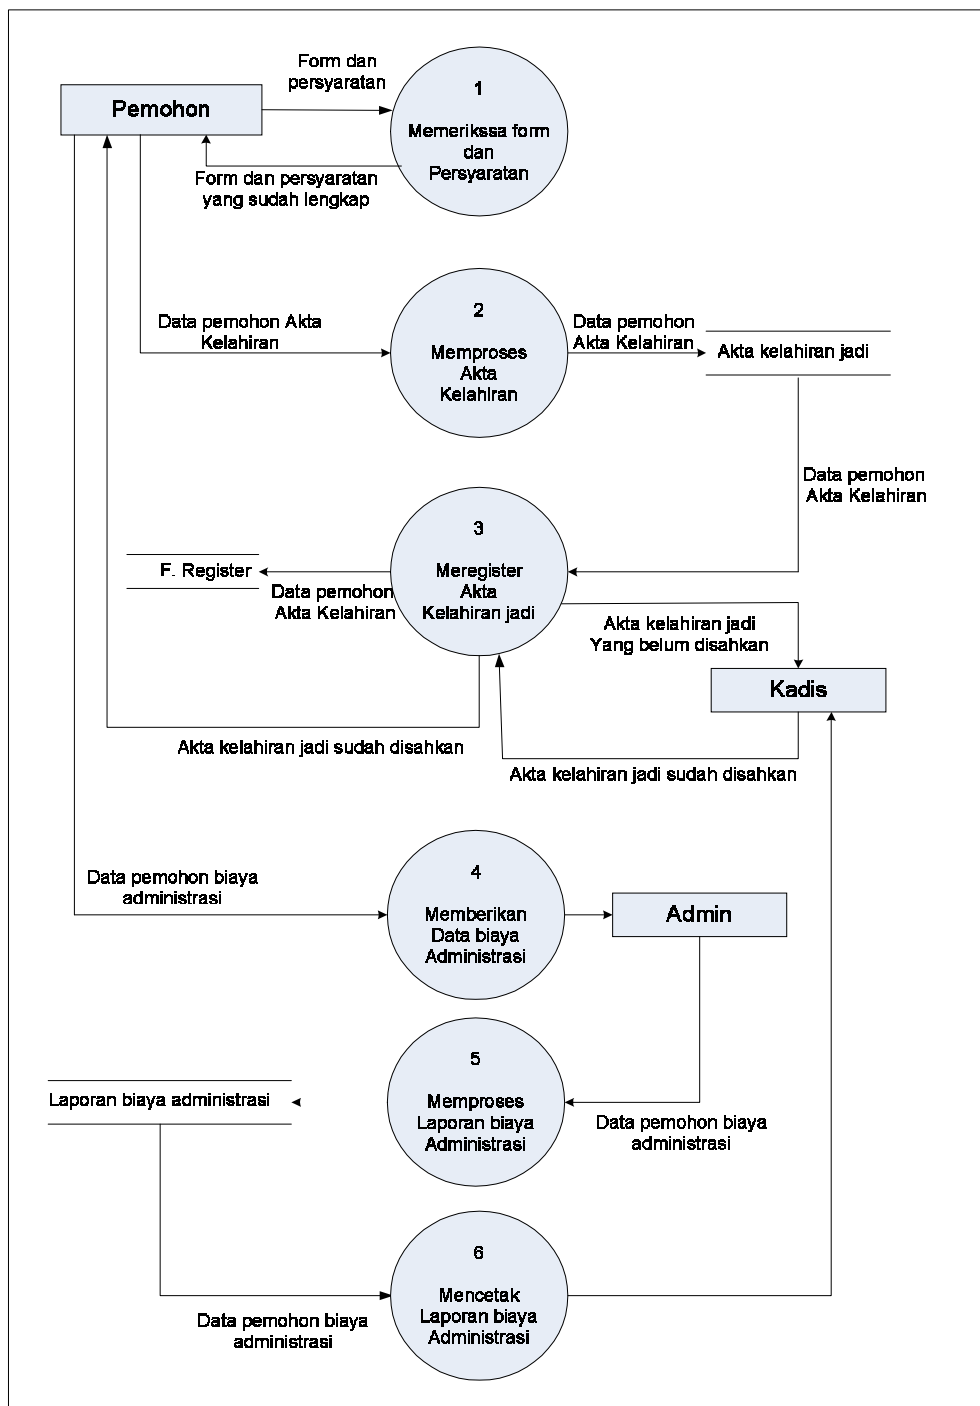 Form dan
persyaratan
Pemohon
1
Memerikssa form
dan
Persyaratan
Form dan persyaratan
yang sudah lengkap
Data pemohon Akta
Kelahiran
2
Memproses
Akta
Kelahiran
Data pemohon
Akta Kelahiran
Akta kelahiran jadi
Data pemohon
Akta Kelahiran
3
Meregister
Akta
Kelahiran jadi
F. Register
Data pemohon
Akta Kelahiran
Akta kelahiran jadi
Yang belum disahkan
Kadis
Akta kelahiran jadi sudah disahkan
Akta kelahiran jadi sudah disahkan
Data pemohon biaya
administrasi
4
Memberikan
Data biaya
Administrasi
Admin
5
Memproses
Laporan biaya
Administrasi
Laporan biaya administrasi
Data pemohon biaya
administrasi
6
Mencetak
Laporan biaya
Administrasi
Data pemohon biaya
administrasi